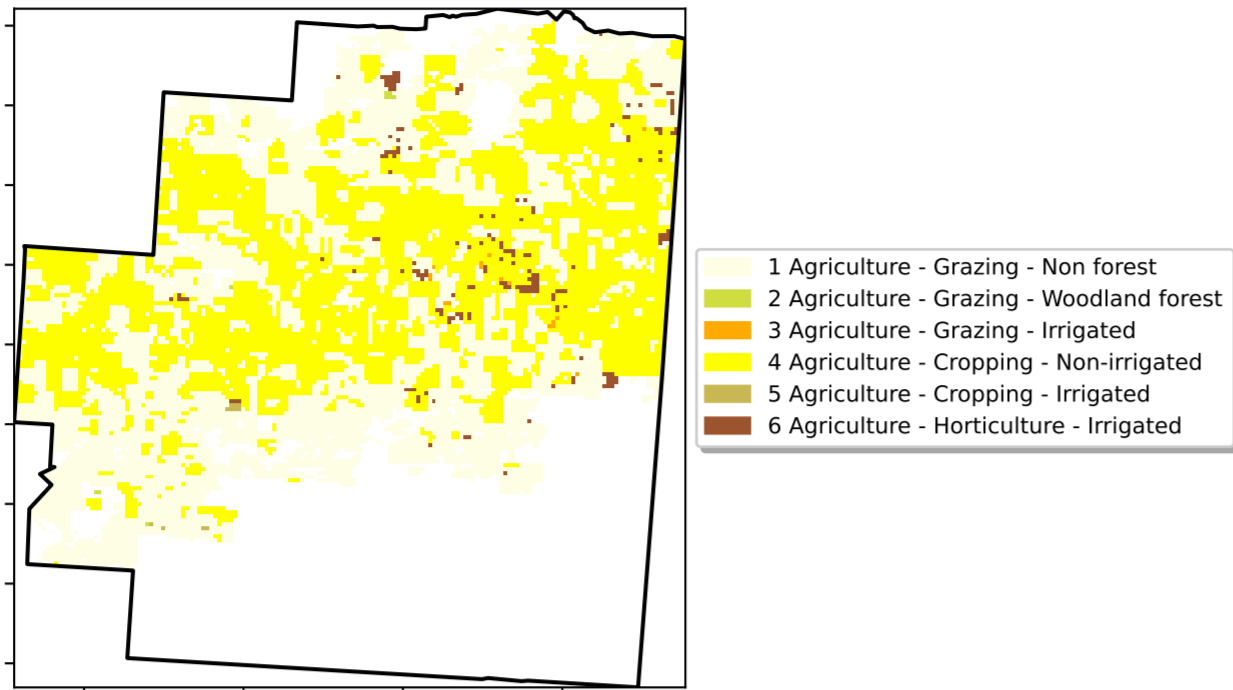 1 Agriculture - Grazing - Non forest
2 Agriculture - Grazing - Woodland forest
3 Agriculture - Grazing - Irrigated
4 Agriculture - Cropping - Non-irrigated
5 Agriculture - Cropping - Irrigated
6 Agriculture - Horticulture - Irrigated